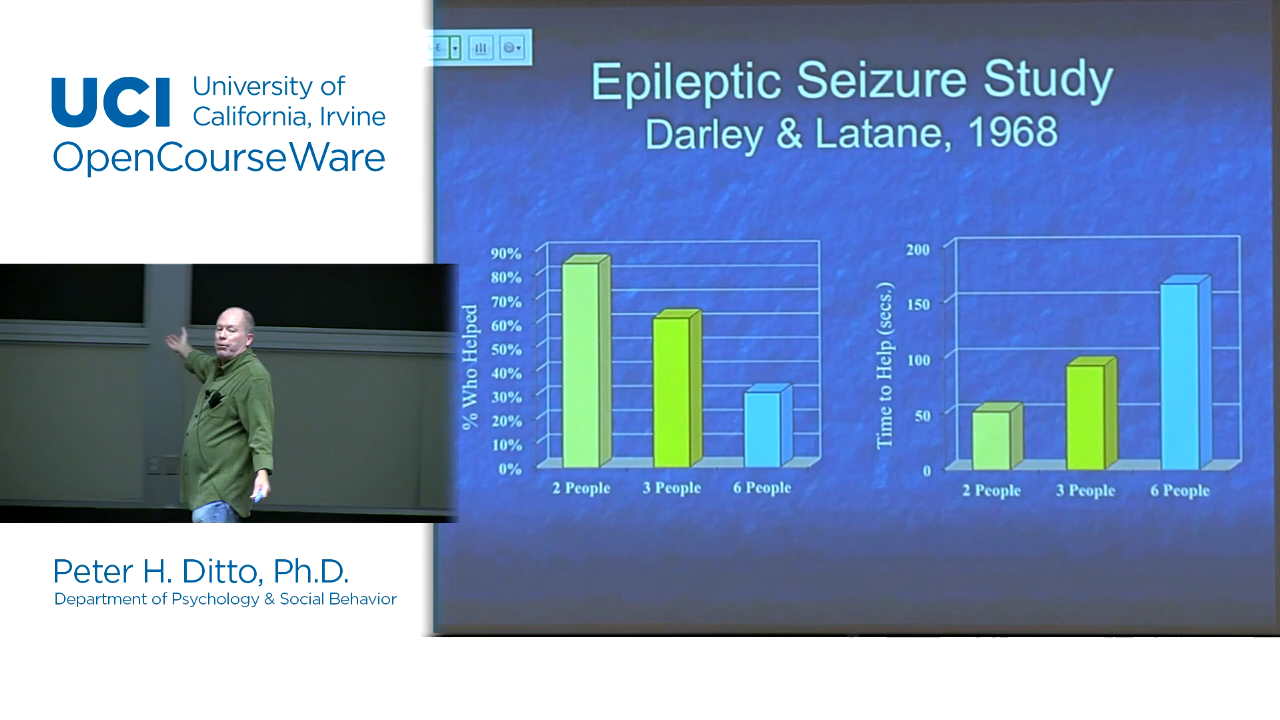 UCI University of
California, Irvine
OpenCourseWare
Epileptic Seizure Study
Darley & Latane, 1968
% Who Helped
90%
80%
70%
60%
50%
40%
30%
20%
10%
0%
2 People 3 People 6 People
Time to Help (secs.)
200
150
100
50
0
2 People 3 People 6 People
Peter H. Ditto, Ph.D.
Department of Psychology & Social Behavior